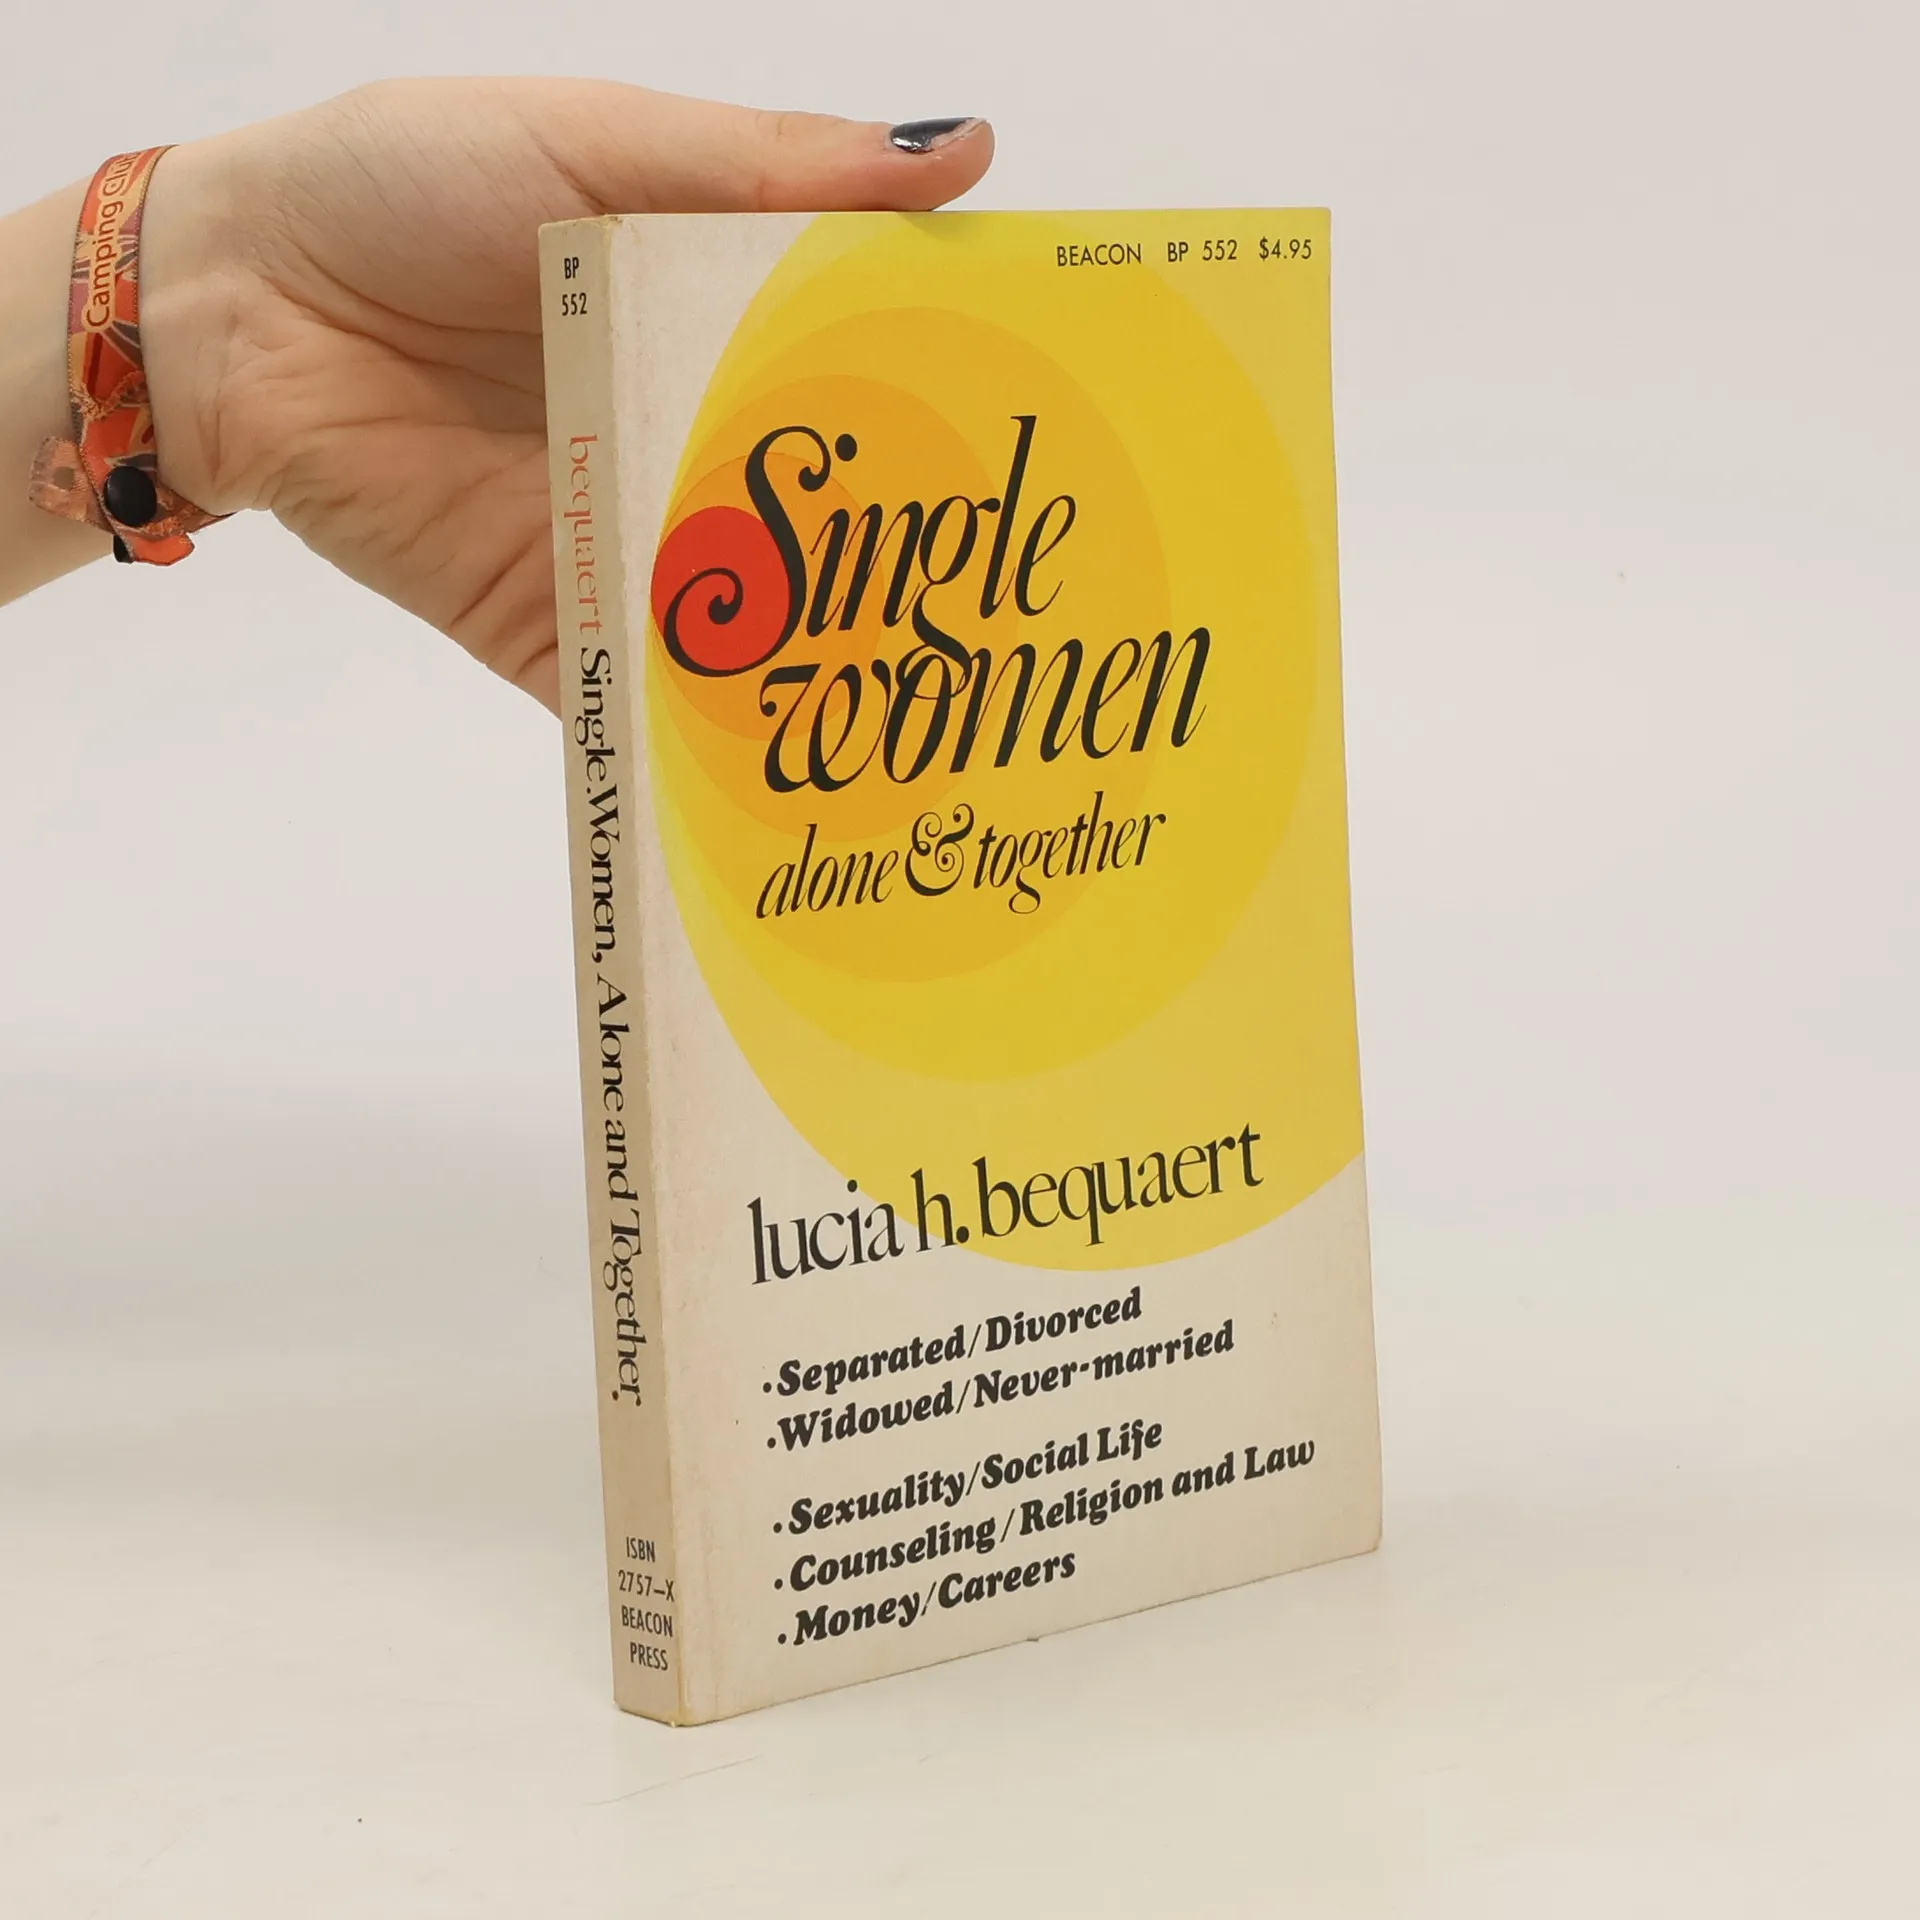 Camping Club
BP
552
bequaert Single Women, Alone and Together
ISBN
2757-X
BEACON
PRESS
BEACON BP 552 $4.95
Single
women
alone & together
lucia h. bequaert
•Separated/Divorced
•Widowed/Never-married
•Sexuality/Social Life
•Counseling/Religion and Law
•Money/Careers